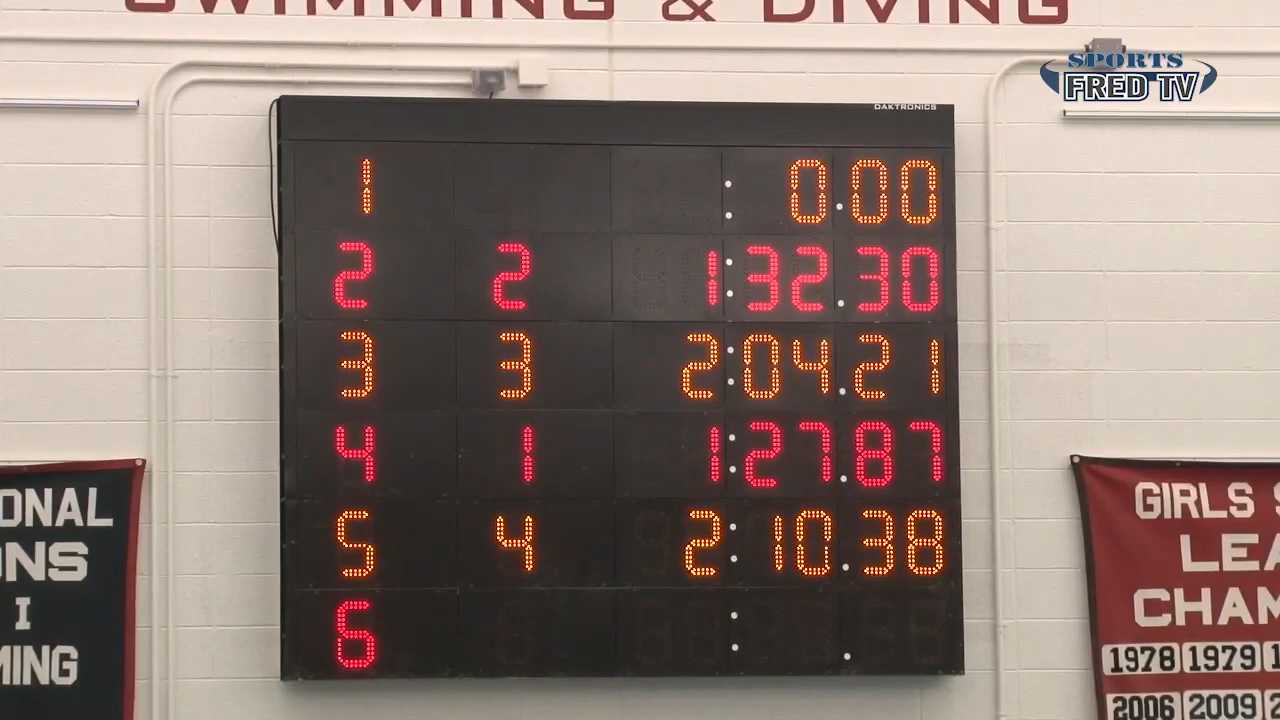 SWIMMING & DIVING
SPORTS
FRED TV
DAKTRONICS
1 0.00
2 2 1:32.30
3 3 2:04.21
4 1 1:27.87
5 4 2:10.38
6
ONAL
ONS
I
MING
GIRLS S
LEA
CHAM
1978 1979 1
2006 2009 2